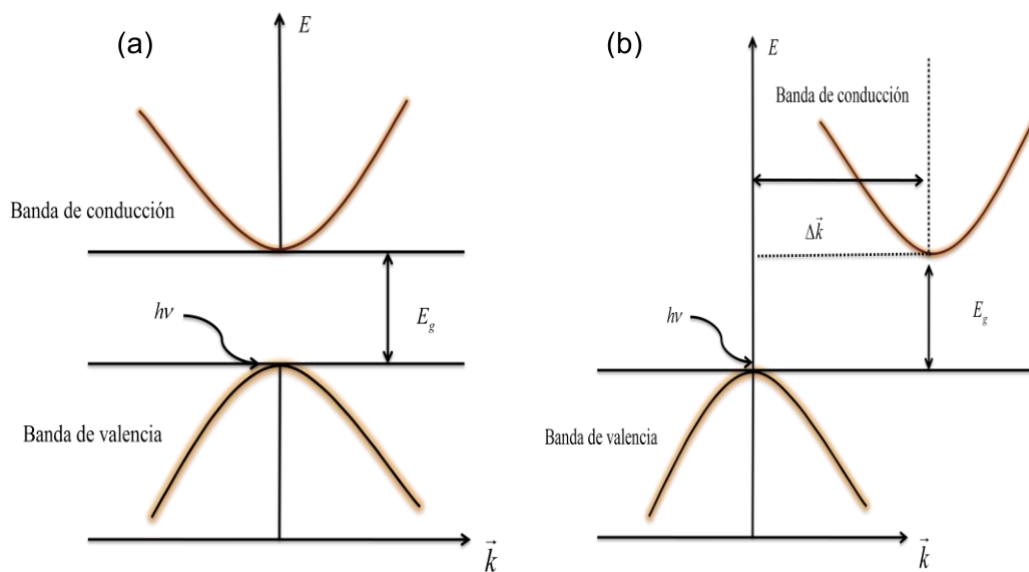 (a)
E
Banda de conducción
hν
E_g
Banda de valencia
k⃗
(b)
E
Banda de conducción
Δk⃗
hν
E_g
Banda de valencia
k⃗